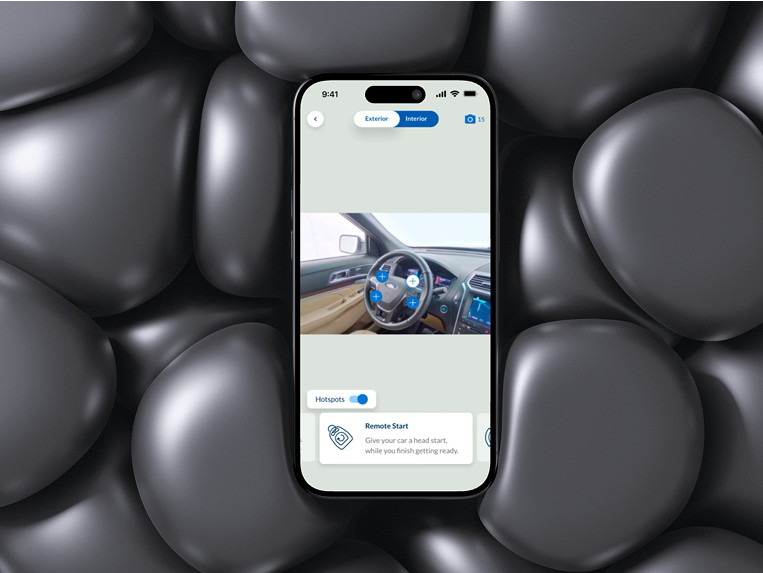 9:41
Exterior
Interior
15
Hotspots
Remote Start
Give your car a head start,
while you finish getting ready.